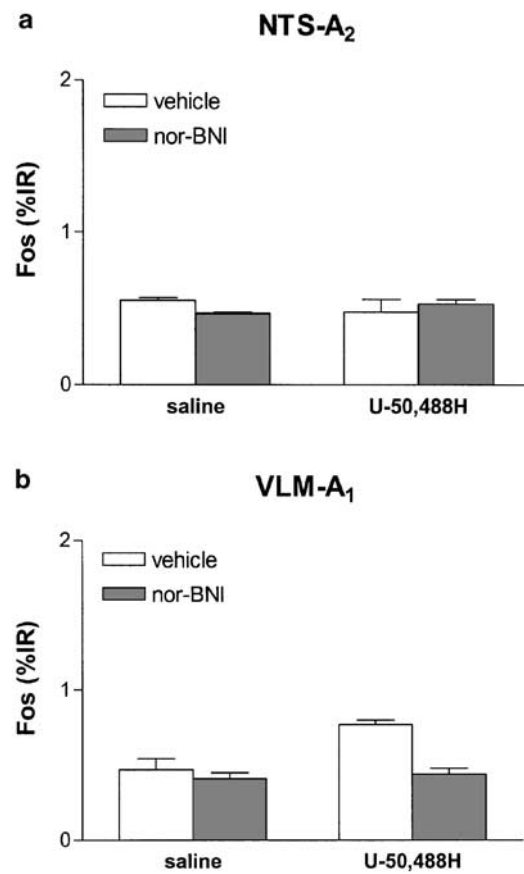 a
NTS-A₂
2
vehicle
nor-BNI
Fos (%IR)
1
0
saline U-50,488H
b
VLM-A₁
2
vehicle
nor-BNI
Fos (%IR)
1
0
saline U-50,488H